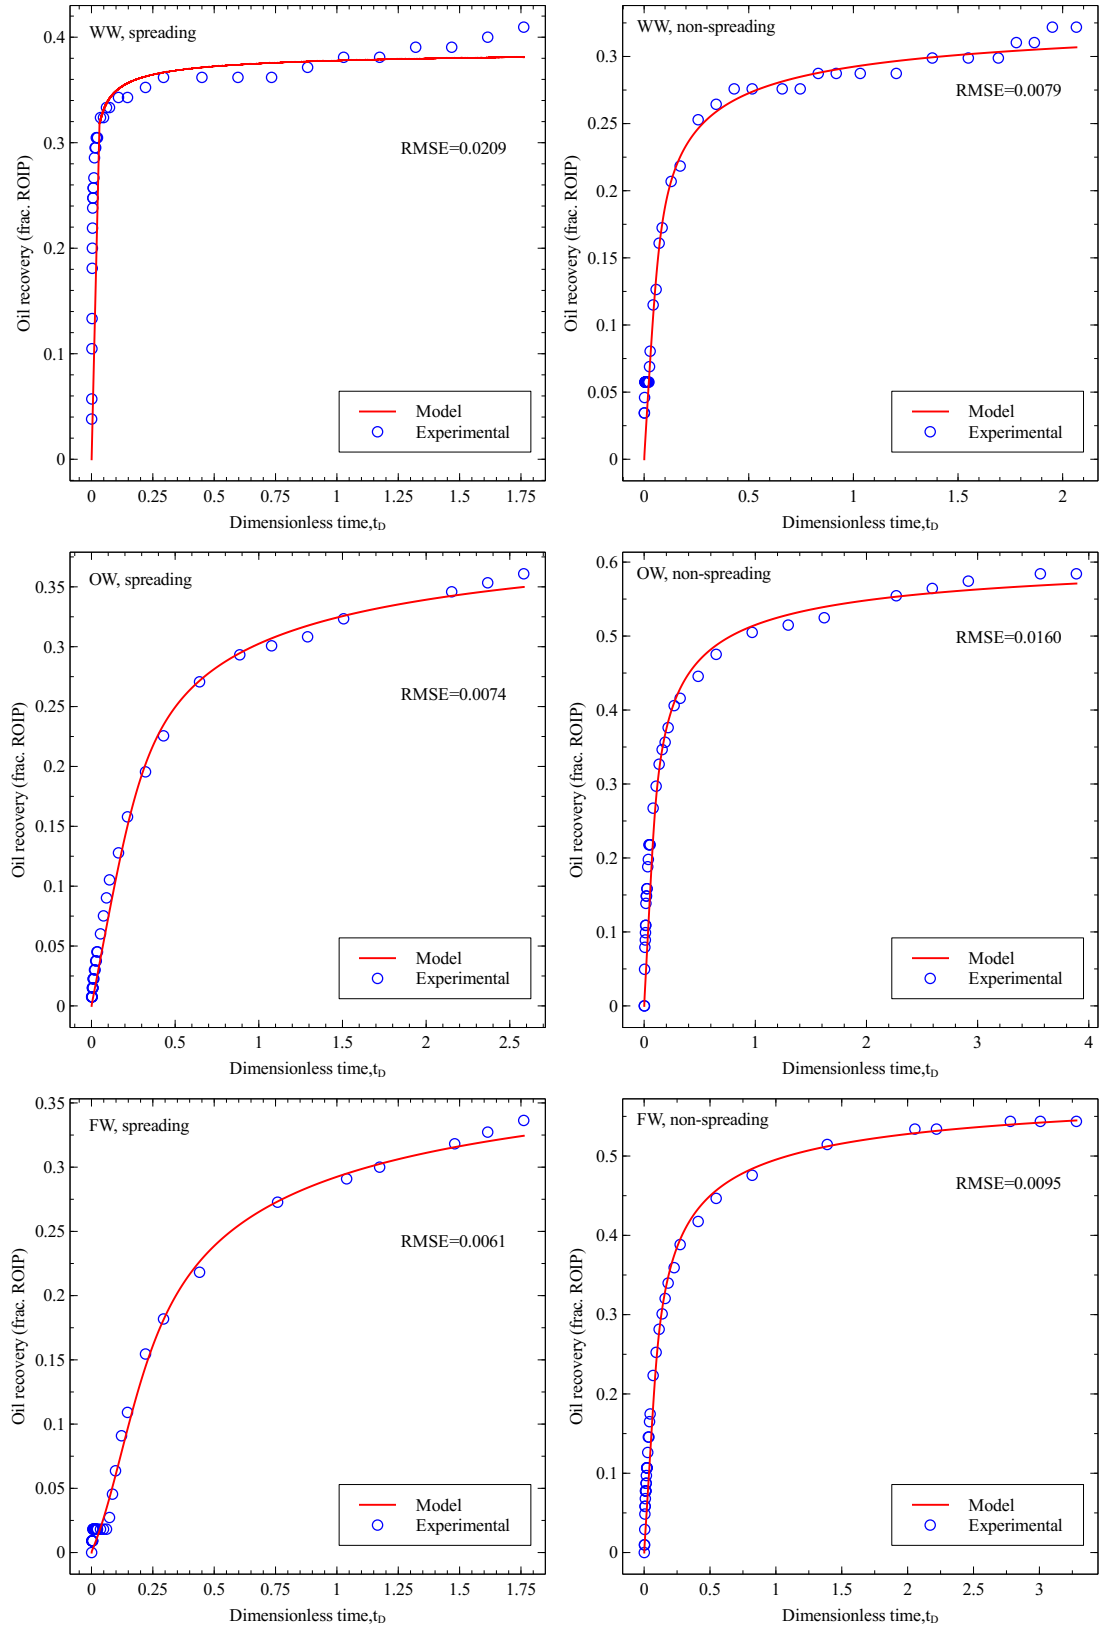 WW, spreading
RMSE=0.0209
Oil recovery (frac. ROIP)
0.4
0.3
0.2
0.1
0
Model
Experimental
0 0.25 0.5 0.75 1 1.25 1.5 1.75
Dimensionless time,tD
WW, non-spreading
RMSE=0.0079
Oil recovery (frac. ROIP)
0.3
0.25
0.2
0.15
0.1
0.05
0
Model
Experimental
0 0.5 1 1.5 2
Dimensionless time,tD
OW, spreading
RMSE=0.0074
Oil recovery (frac. ROIP)
0.35
0.3
0.25
0.2
0.15
0.1
0.05
0
Model
Experimental
0 0.5 1 1.5 2 2.5
Dimensionless time,tD
OW, non-spreading
RMSE=0.0160
Oil recovery (frac. ROIP)
0.6
0.5
0.4
0.3
0.2
0.1
0
Model
Experimental
0 1 2 3 4
Dimensionless time,tD
FW, spreading
RMSE=0.0061
Oil recovery (frac. ROIP)
0.35
0.3
0.25
0.2
0.15
0.1
0.05
0
Model
Experimental
0 0.25 0.5 0.75 1 1.25 1.5 1.75
Dimensionless time,tD
FW, non-spreading
RMSE=0.0095
Oil recovery (frac. ROIP)
0.5
0.4
0.3
0.2
0.1
0
Model
Experimental
0 0.5 1 1.5 2 2.5 3
Dimensionless time,tD